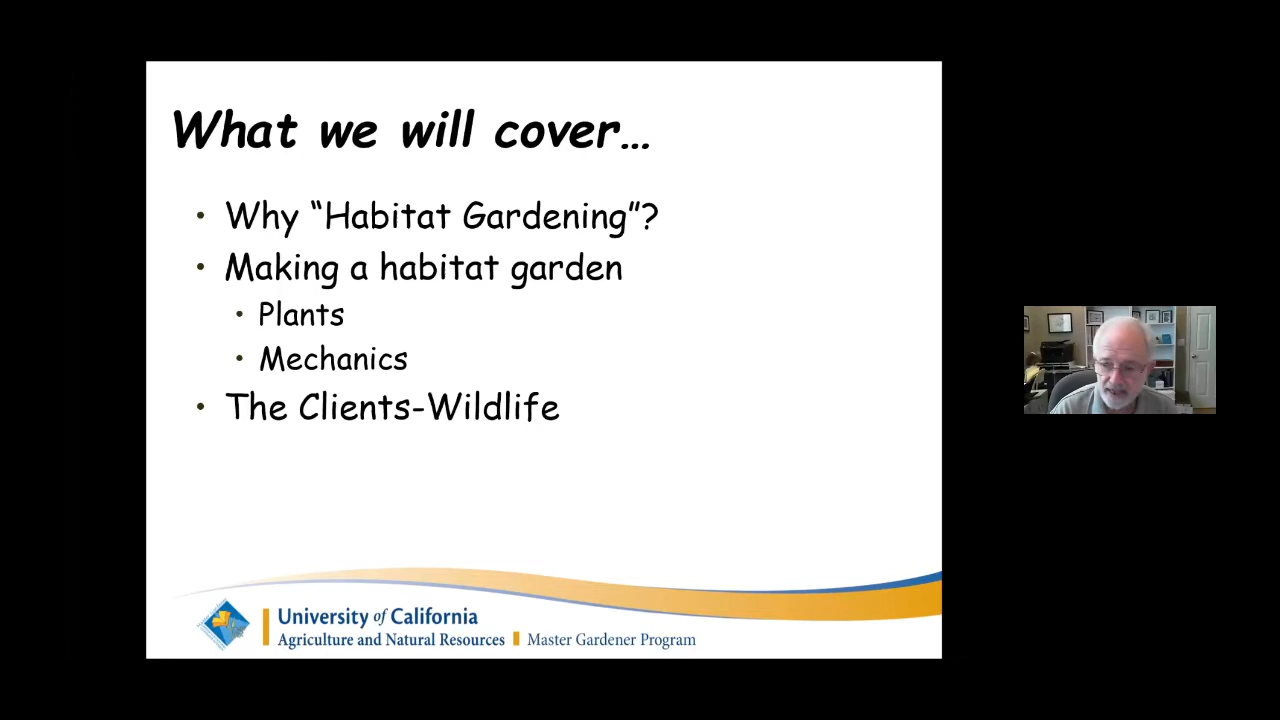 What we will cover…
• Why “Habitat Gardening”?
• Making a habitat garden
• Plants
• Mechanics
• The Clients-Wildlife
University of California
Agriculture and Natural Resources Master Gardener Program